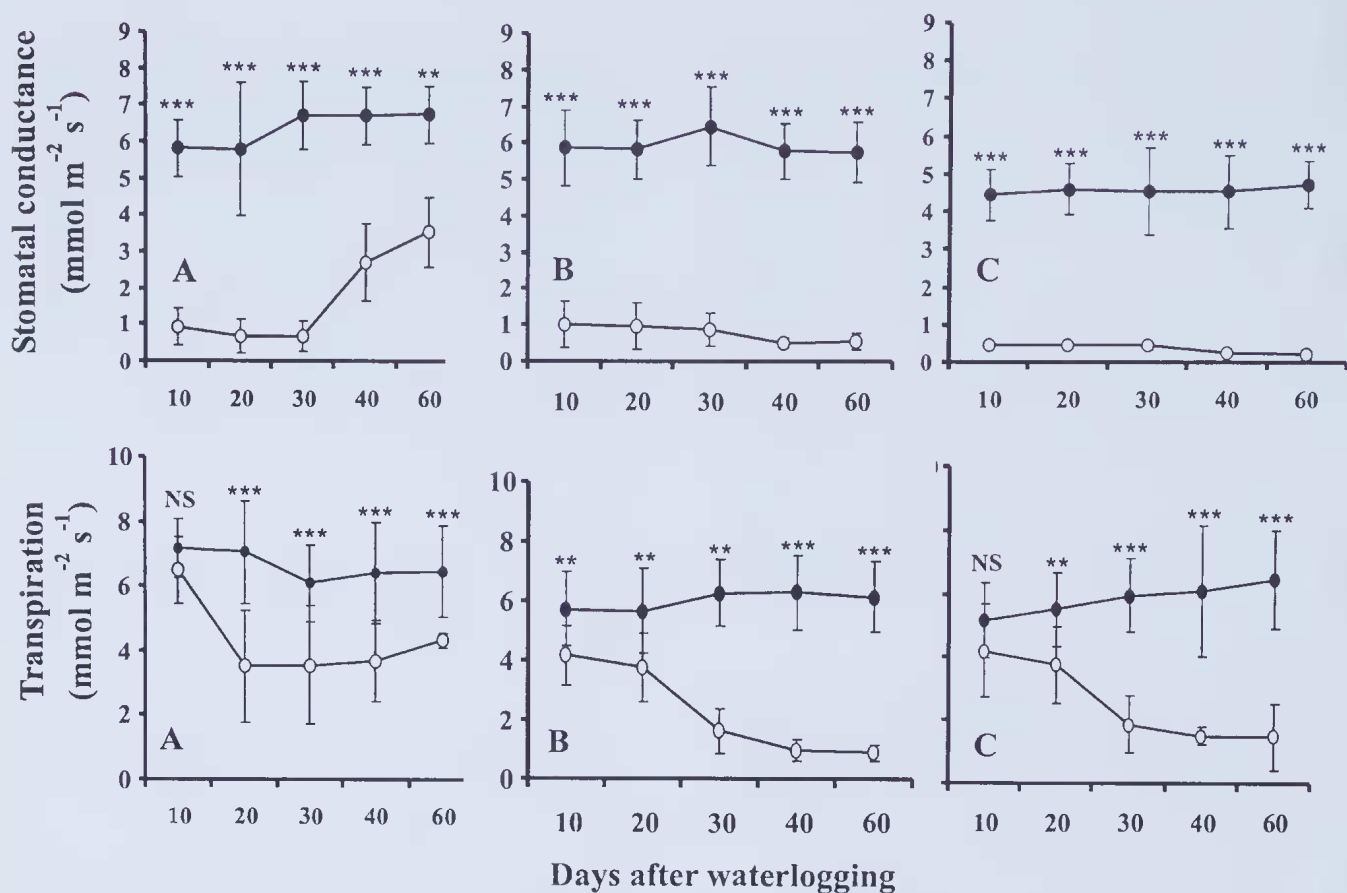 Stomatal conductance
(mmol m⁻² s⁻¹)
9
8
7
6
5
4
3
2
1
0
*** *** *** *** **
A
10 20 30 40 60
9
8
7
6
5
4
3
2
1
0
*** *** *** *** ***
B
10 20 30 40 60
9
8
7
6
5
4
3
2
1
0
*** *** *** *** ***
C
10 20 30 40 60
Transpiration
(mmol m⁻² s⁻¹)
10
8
6
4
2
0
NS *** *** *** ***
A
10 20 30 40 60
10
8
6
4
2
0
** ** ** *** ***
B
10 20 30 40 60
NS ** *** *** ***
C
10 20 30 40 60
Days after waterlogging